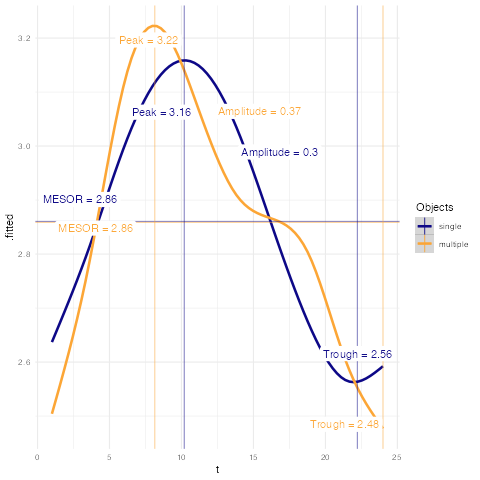 3.2
Peak = 3.22
Peak = 3.16
Amplitude = 0.37
3.0
Amplitude = 0.3
MESOR = 2.86
MESOR = 2.86
.fitted
2.8
2.6
Trough = 2.56
Trough = 2.48
0 5 10 15 20 25
t
Objects
single
multiple